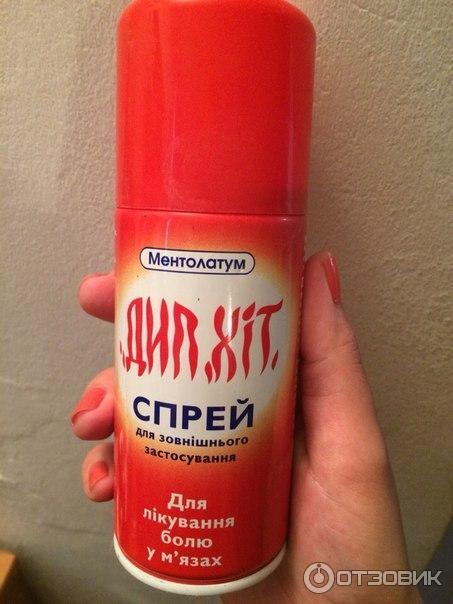 Ментолатум
ДИП ХІТ
СПРЕЙ
для зовнішнього
застосування
Для
лікування
болю
у м'язах
ОТЗОВИК